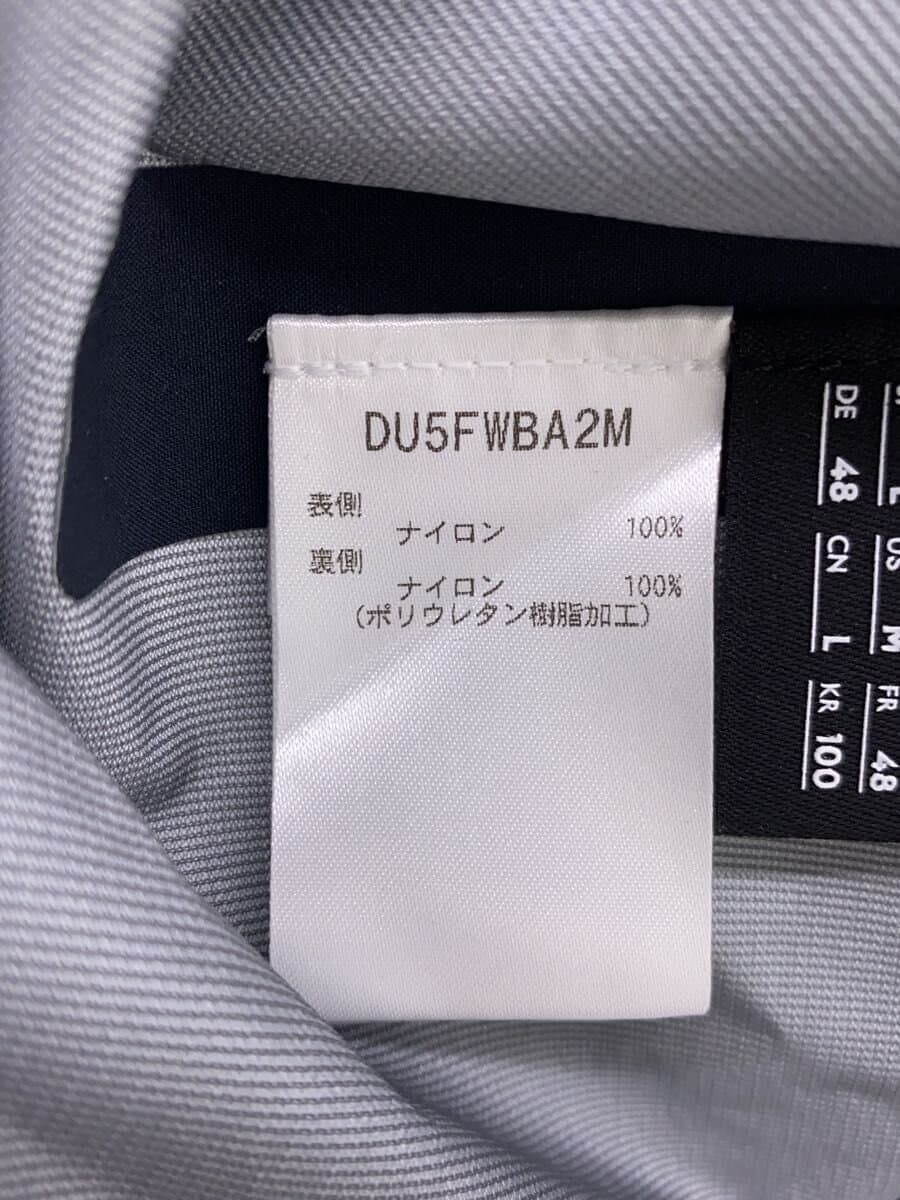 DU5FWBA2M
表側
ナイロン 100%
裏側
ナイロン 100%
(ポリウレタン樹脂加工)
DE 48
CN L
KR 100
L
US M
FR 48